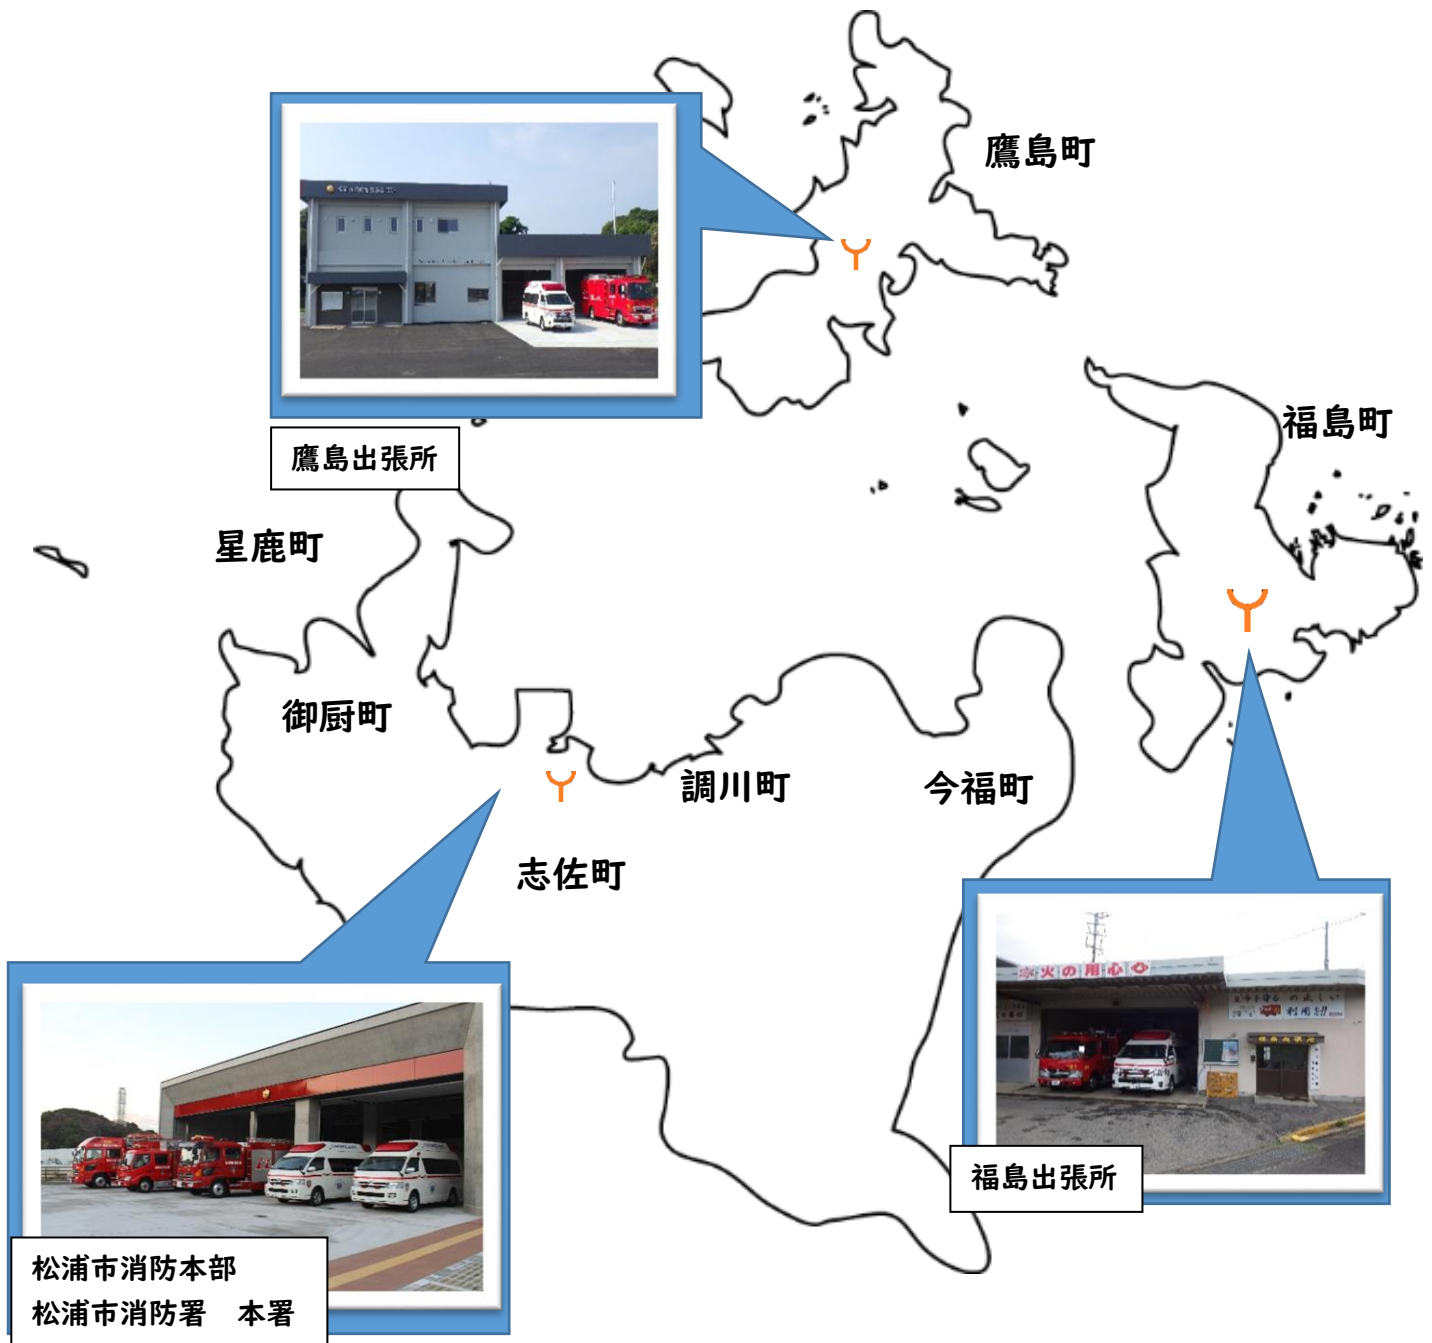 鷹島町
福島町
鷹島出張所
星鹿町
御厨町
調川町
今福町
志佐町
火の用心
福島出張所
松浦市消防本部
松浦市消防署　本署